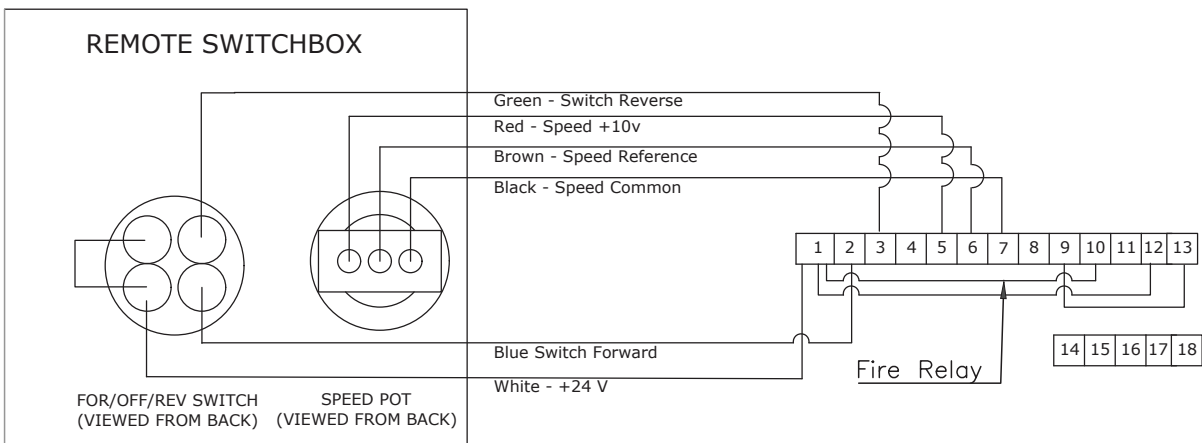 REMOTE SWITCHBOX
Green - Switch Reverse
Red - Speed +10v
Brown - Speed Reference
Black - Speed Common
1 2 3 4 5 6 7 8 9 10 11 12 13
Blue Switch Forward
14 15 16 17 18
Fire Relay
White - +24 V
FOR/OFF/REV SWITCH
(VIEWED FROM BACK)
SPEED POT
(VIEWED FROM BACK)